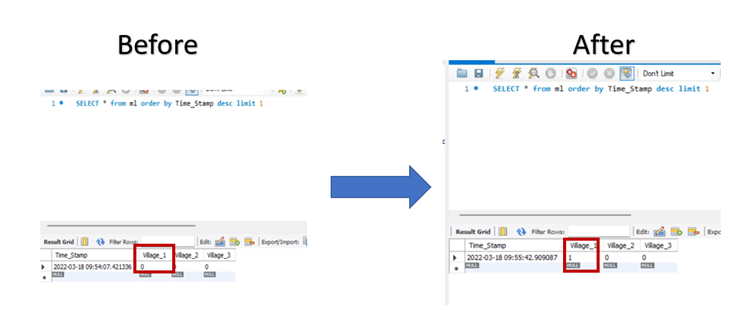 Before
After
Don't Limit
1 SELECT * from ml order by Time_Stamp desc limit 1
1 SELECT * from ml order by Time_Stamp desc limit 1
Result Grid Filter Rows: Edit: Export/Import:
Time_Stamp Village_1 Village_2 Village_3
2022-03-18 09:54:07.421336 0 0
NULL NULL NULL
Result Grid Filter Rows: Edit: Expo
Time_Stamp Village_1 Village_2 Village_3
2022-03-18 09:55:42.909087 1 0 0
NULL NULL NULL NULL